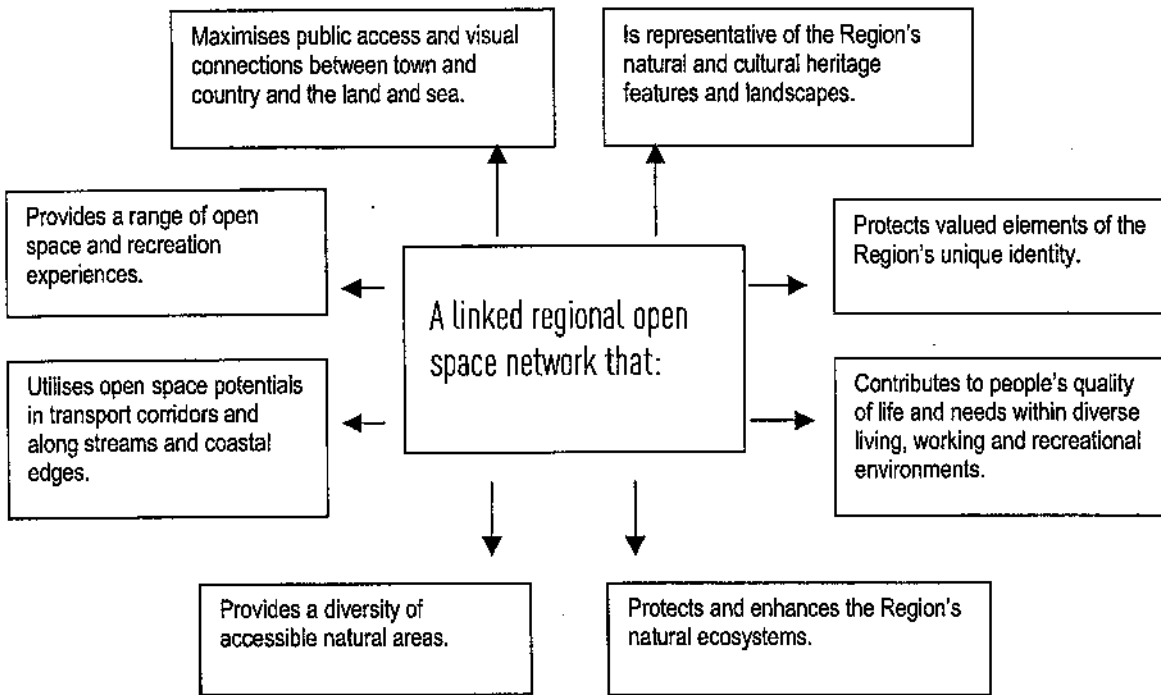 Maximises public access and visual
connections between town and
country and the land and sea.
Is representative of the Region's
natural and cultural heritage
features and landscapes.
Provides a range of open
space and recreation
experiences.
Protects valued elements of the
Region's unique identity.
A linked regional open
space network that:
Utilises open space potentials
in transport corridors and
along streams and coastal
edges.
Contributes to people's quality
of life and needs within diverse
living, working and recreational
environments.
Provides a diversity of
accessible natural areas.
Protects and enhances the Region's
natural ecosystems.